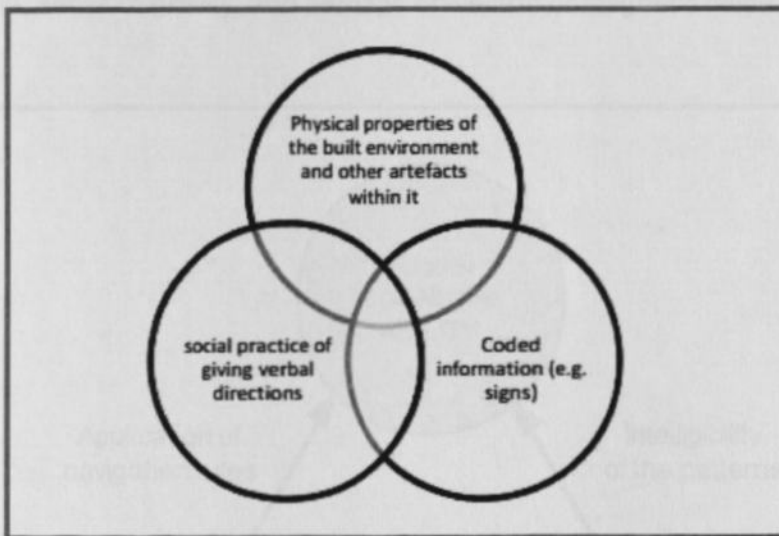 Physical properties of
the built environment
and other artefacts
within it
social practice of
giving verbal
directions
Coded
information (e.g.
signs)